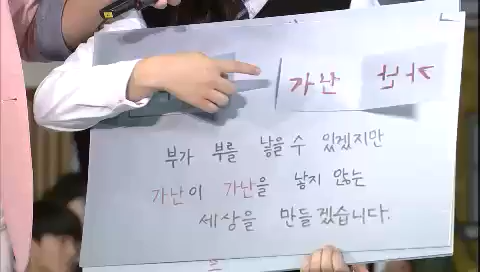 가난
부가 부를 낳을 수 있겠지만
가난이 가난을 낳지 않는
세상을 만들겠습니다.